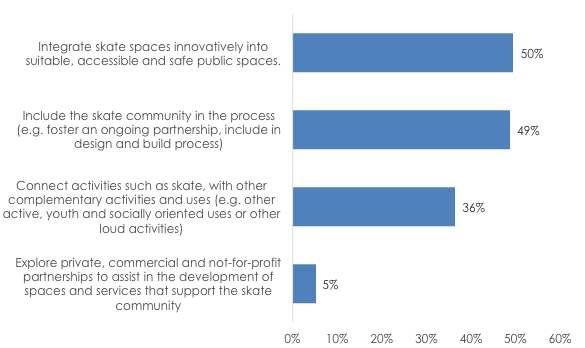 Integrate skate spaces innovatively into
suitable, accessible and safe public spaces.
50%
Include the skate community in the process
(e.g. foster an ongoing partnership, include in
design and build process)
49%
Connect activities such as skate, with other
complementary activities and uses (e.g. other
active, youth and socially oriented uses or other
loud activities)
36%
Explore private, commercial and not-for-profit
partnerships to assist in the development of
spaces and services that support the skate
community
5%
0% 10% 20% 30% 40% 50% 60%